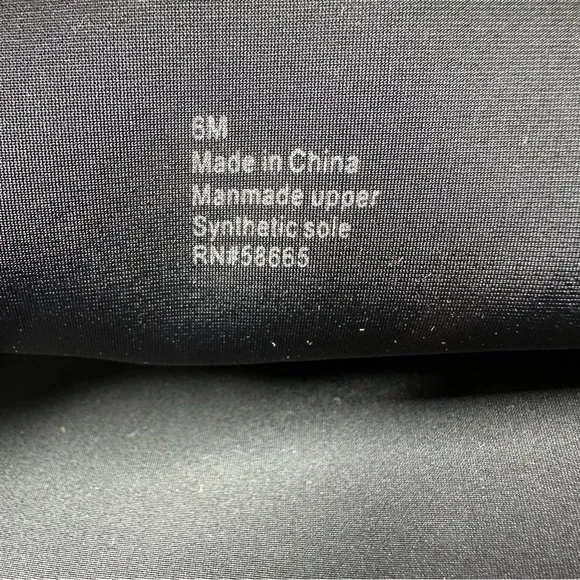 6M
Made in China
Manmade upper
Synthetic sole
RN#58665